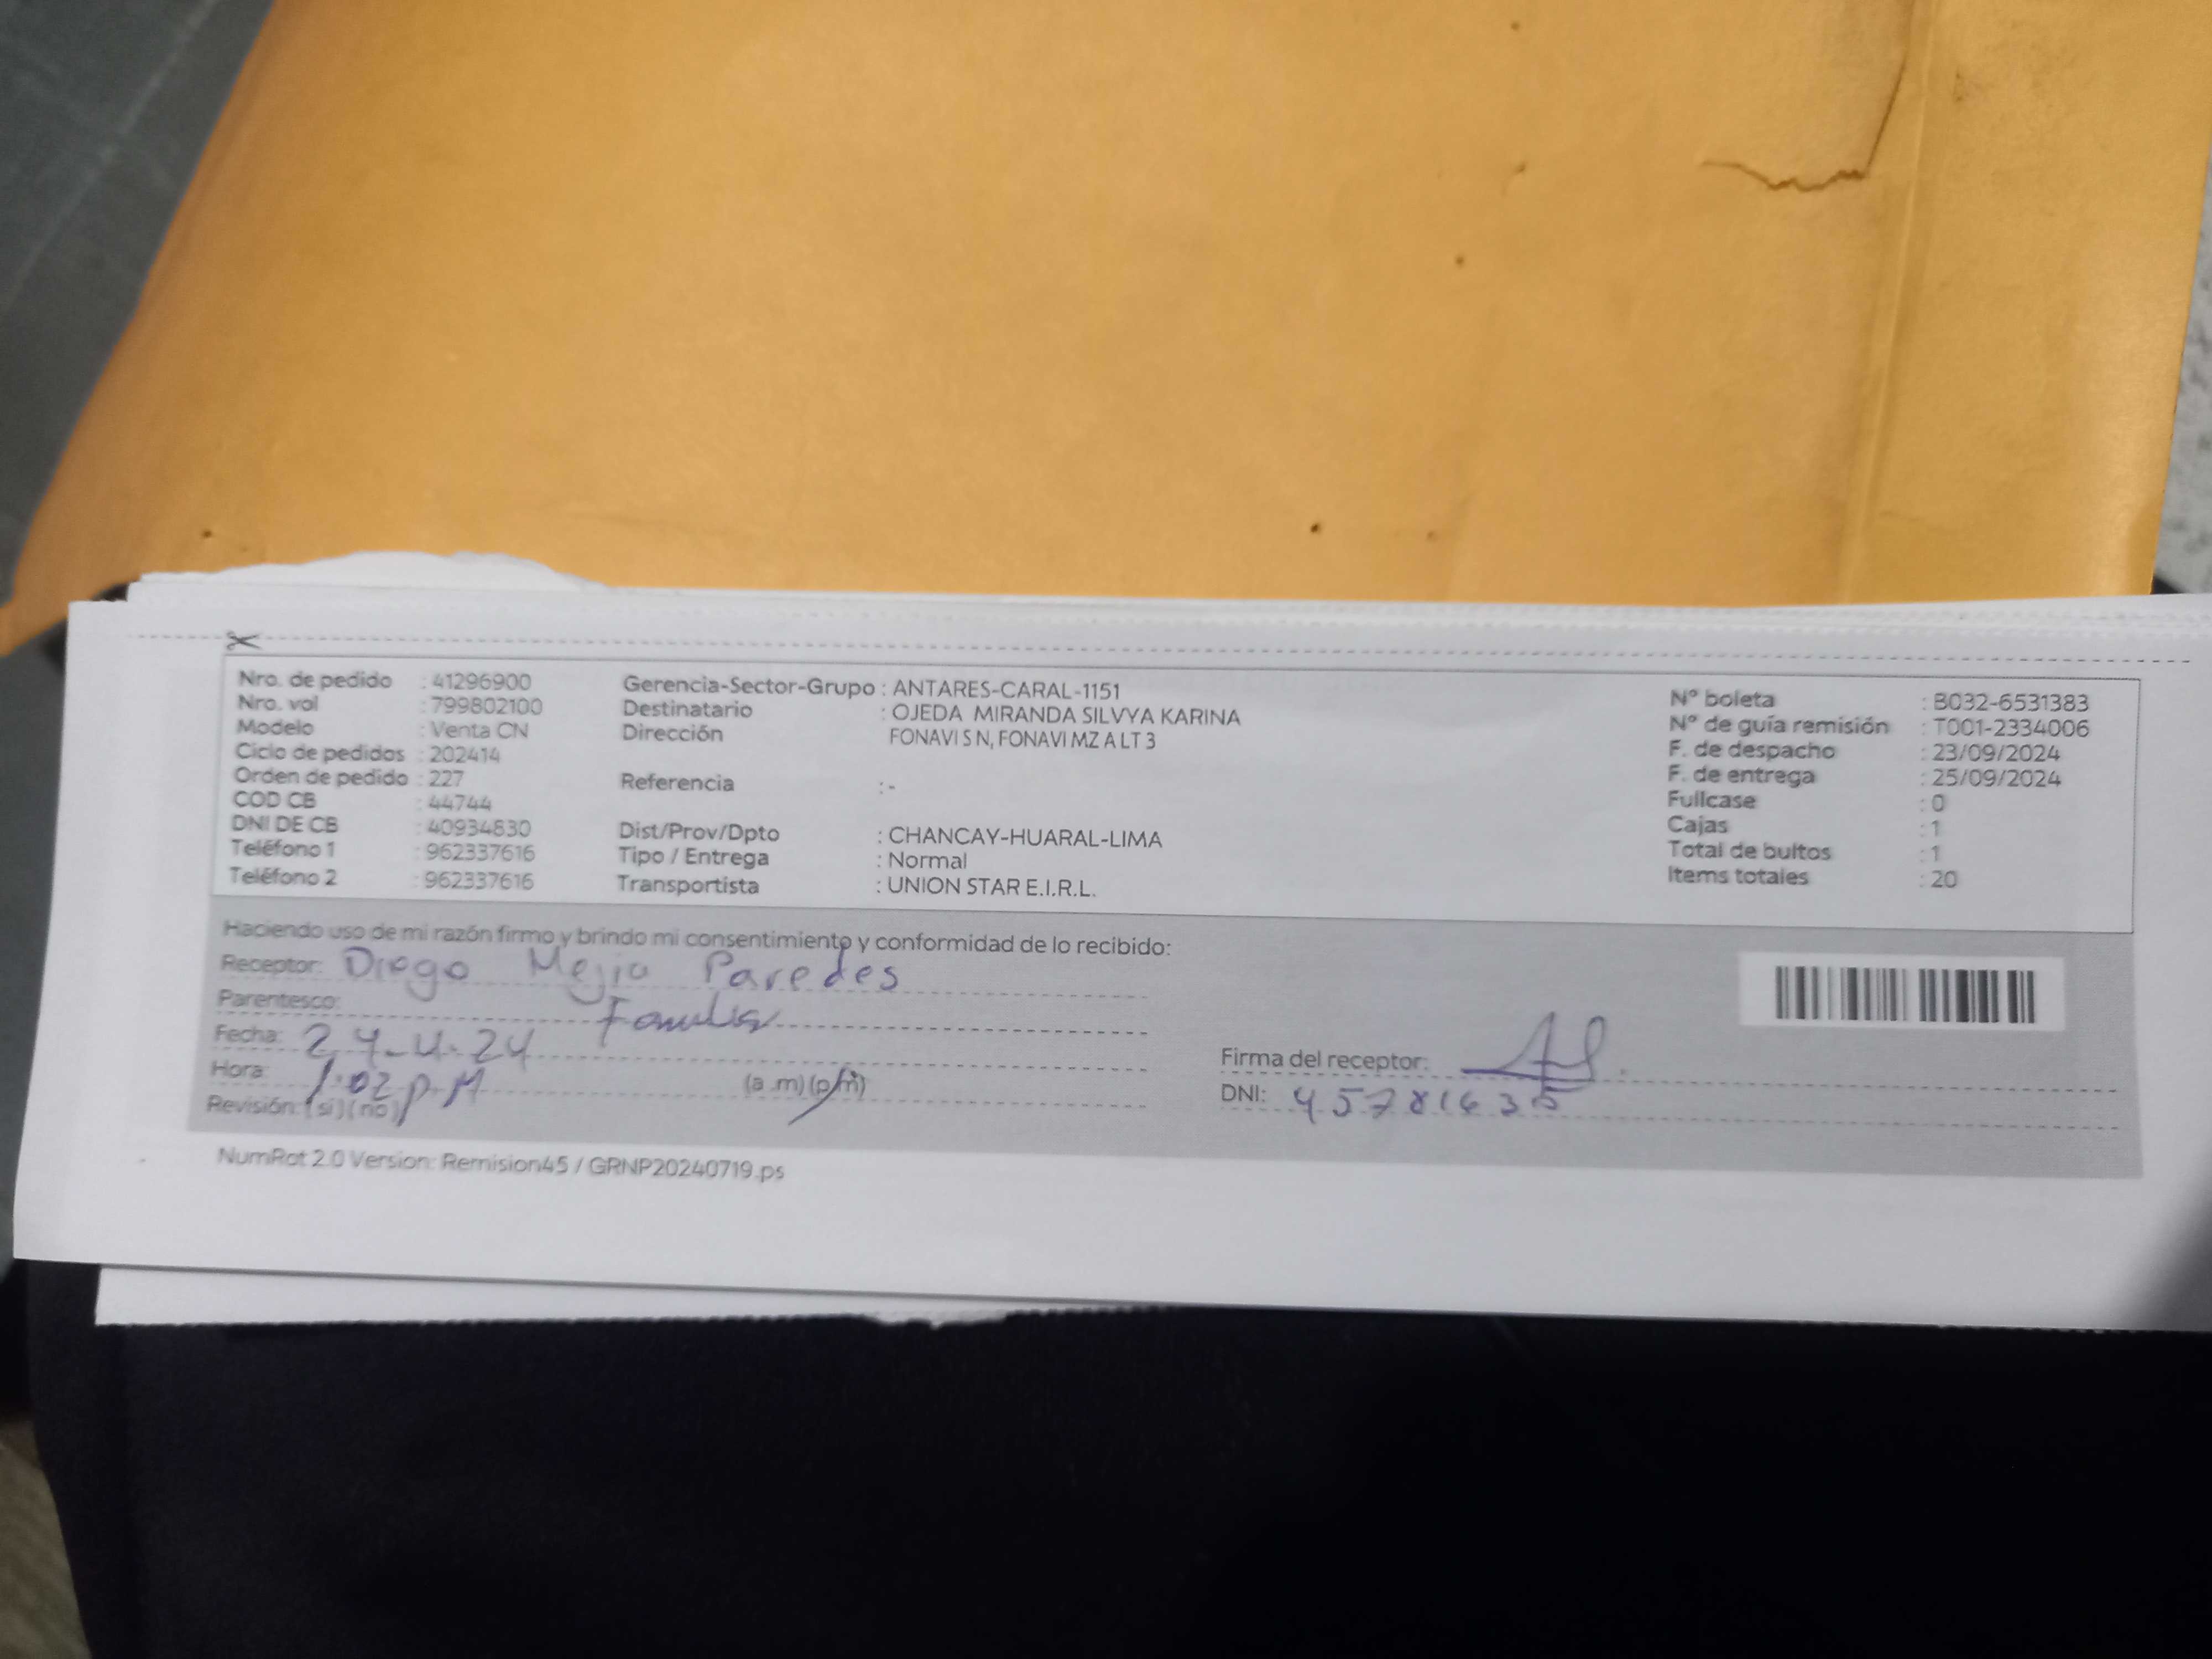 Nro. de pedido : 41296900
Nro. vol : 799802100
Modelo : Venta CN
Ciclo de pedidos : 202414
Orden de pedido : 227
COD CB : 44744
DNI DE CB : 40934830
Teléfono 1 : 962337616
Teléfono 2 : 962337616
Gerencia-Sector-Grupo : ANTARES-CARAL-1151
Destinatario : OJEDA MIRANDA SILVYA KARINA
Dirección FONAVI S N, FONAVI MZ A LT 3
Referencia : -
Dist/Prov/Dpto : CHANCAY-HUARAL-LIMA
Tipo / Entrega : Normal
Transportista : UNION STAR E.I.R.L.
Nº boleta : B032-6531383
Nº de guía remisión : T001-2334006
F. de despacho : 23/09/2024
F. de entrega : 25/09/2024
Fullcase : 0
Cajas : 1
Total de bultos : 1
Items totales : 20
Haciendo uso de mi razón firmo y brindo mi consentimiento y conformidad de lo recibido:
Receptor: Diego Mejia Paredes
Parentesco:
Fecha:
Hora: 1:02 p.M (a.m) (p.m)
Revisión: (si) (no)
Firma del receptor:
DNI: 45781635
NumRot 2.0 Version: Remision45 / GRNP20240719.ps